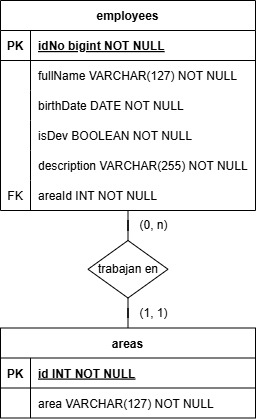 employees
PK idNo bigint NOT NULL
fullName VARCHAR(127) NOT NULL
birthDate DATE NOT NULL
isDev BOOLEAN NOT NULL
description VARCHAR(255) NOT NULL
FK areaId INT NOT NULL
(0, n)
trabajan en
(1, 1)
areas
PK id INT NOT NULL
area VARCHAR(127) NOT NULL